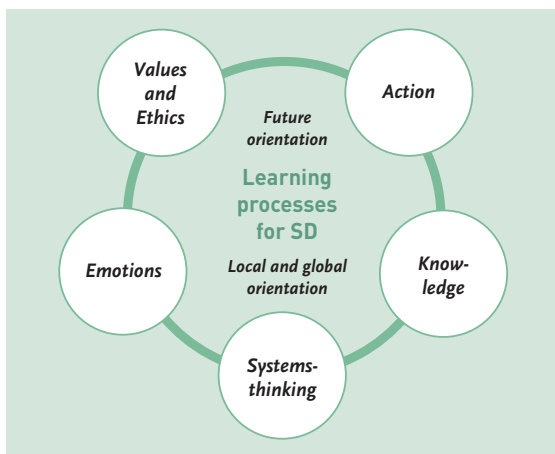 Values
and
Ethics
Action
Future
orientation
Learning
processes
for SD
Local and global
orientation
Emotions
Know-
ledge
Systems-
thinking